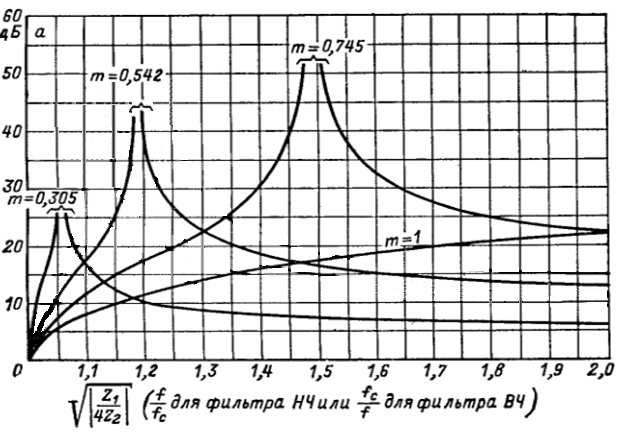 60
дБ а
50
40
30
20
10
0
m=0,745
m=0,542
m=0,305
m=1
1,1 1,2 1,3 1,4 1,5 1,6 1,7 1,8 1,9 2,0
√|Z₁/4Z₂| (f/f_c для фильтра НЧ или f_c/f для фильтра ВЧ)